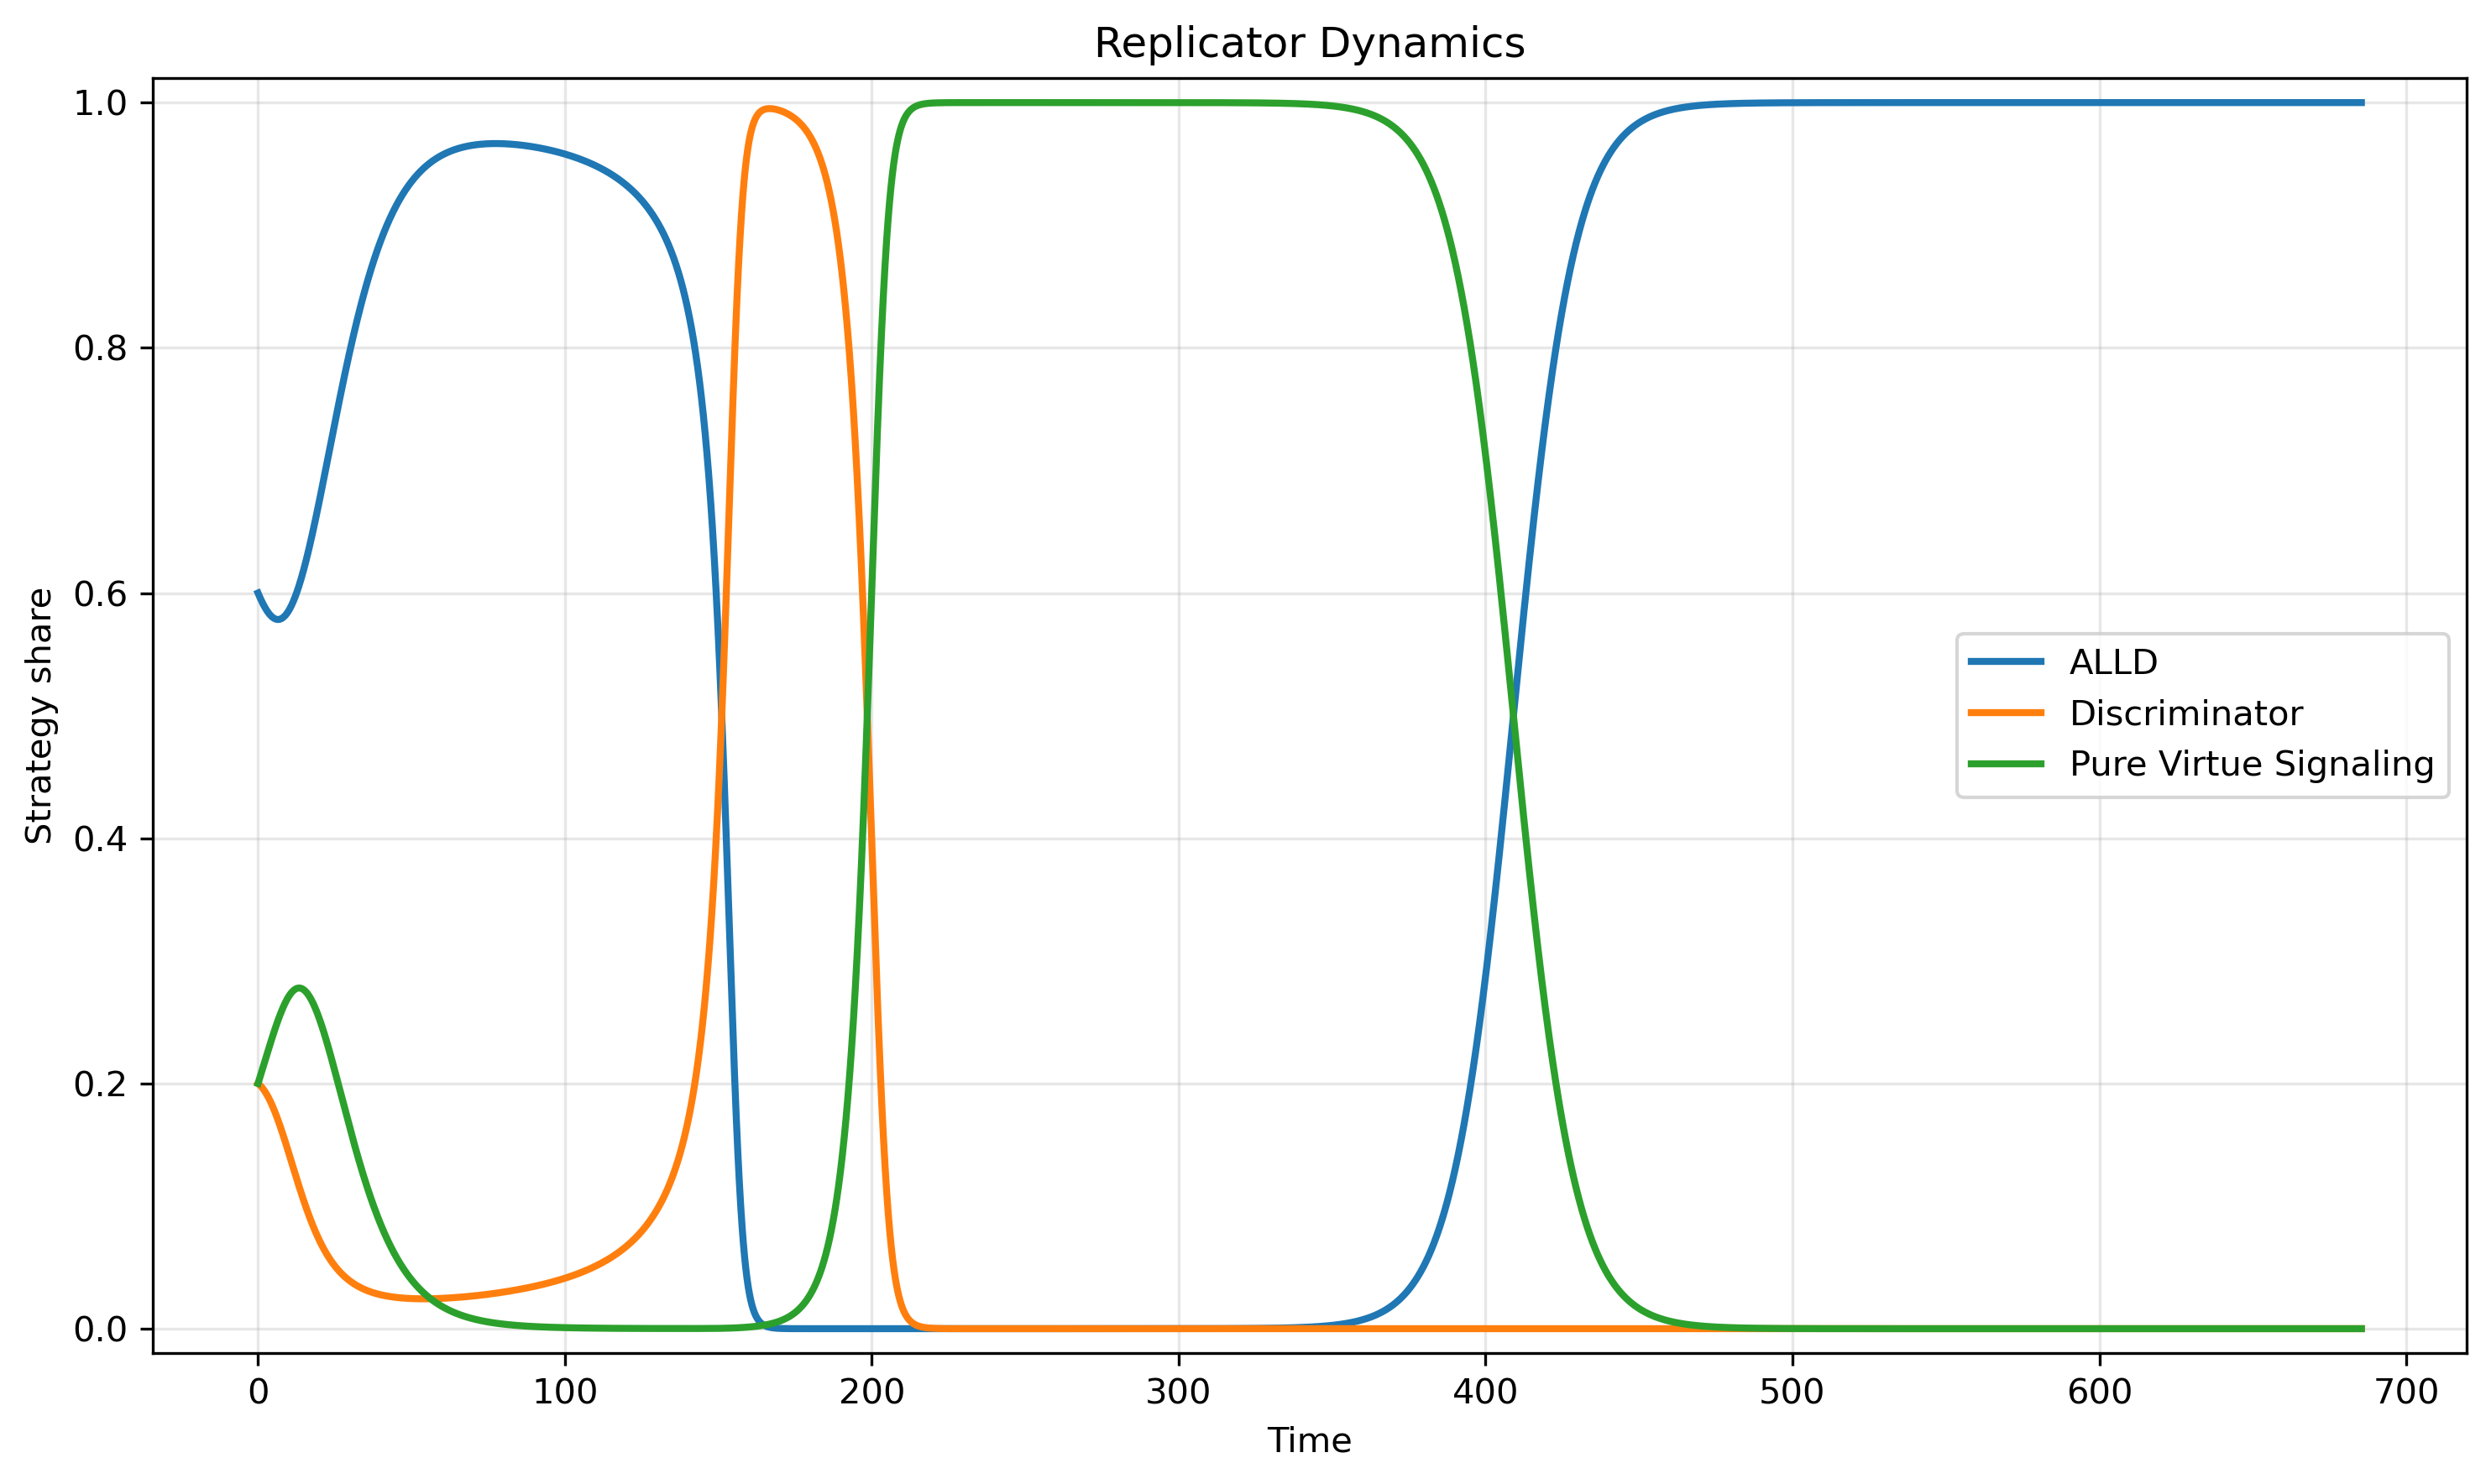 Replicator Dynamics
1.0
0.8
0.6
0.4
0.2
0.0
Strategy share
ALLD
Discriminator
Pure Virtue Signaling
0 100 200 300 400 500 600 700
Time